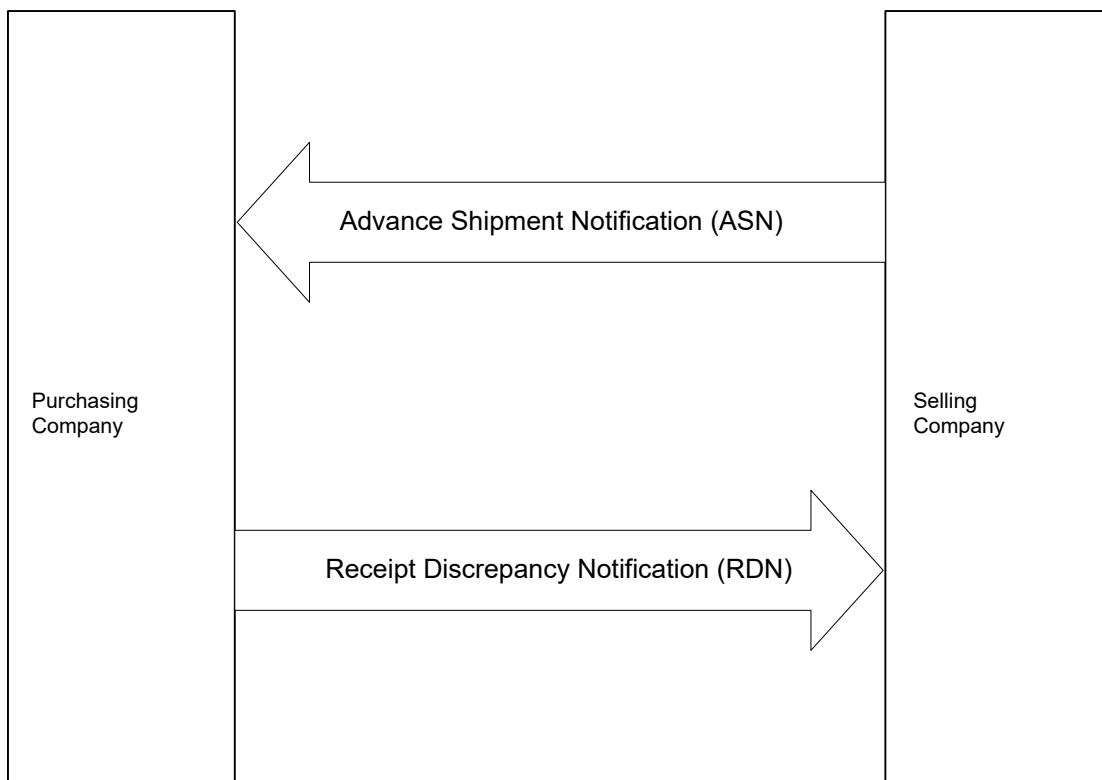 Advance Shipment Notification (ASN)
Purchasing
Company
Selling
Company
Receipt Discrepancy Notification (RDN)